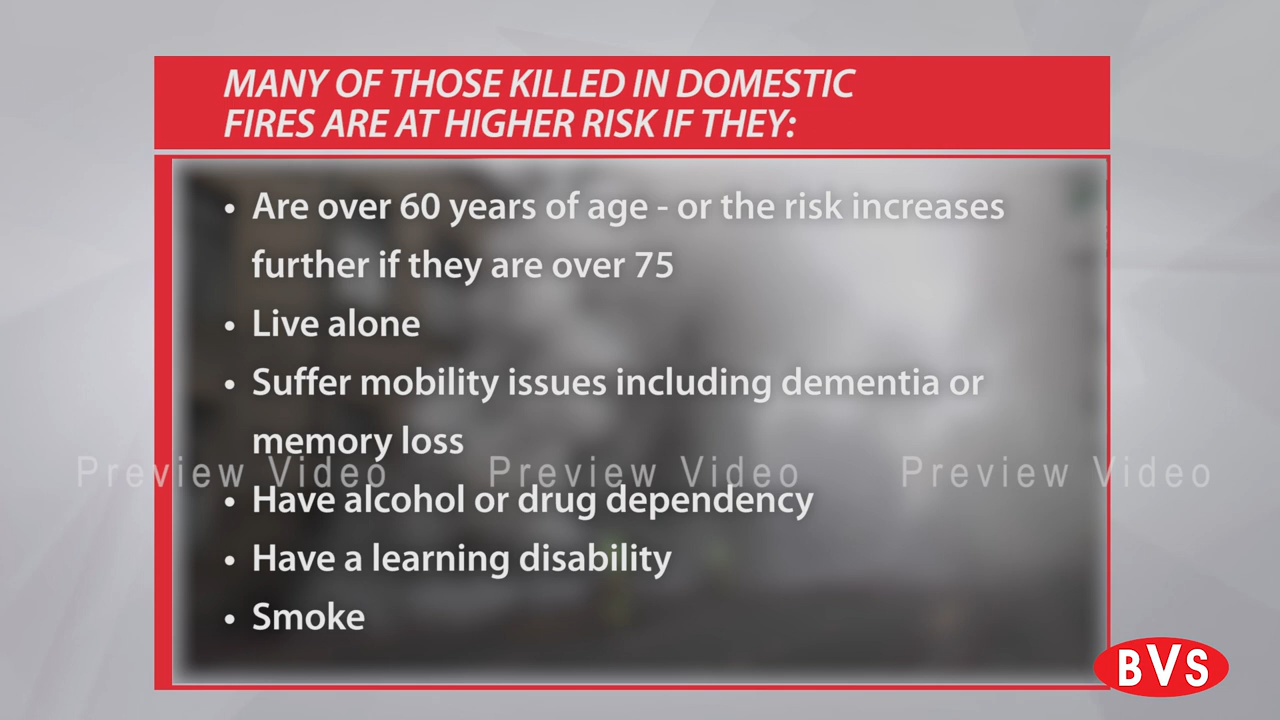 MANY OF THOSE KILLED IN DOMESTIC
FIRES ARE AT HIGHER RISK IF THEY:
• Are over 60 years of age - or the risk increases
further if they are over 75
• Live alone
• Suffer mobility issues including dementia or
memory loss
Preview Video Preview Video Preview Video
• Have alcohol or drug dependency
• Have a learning disability
• Smoke
BVS